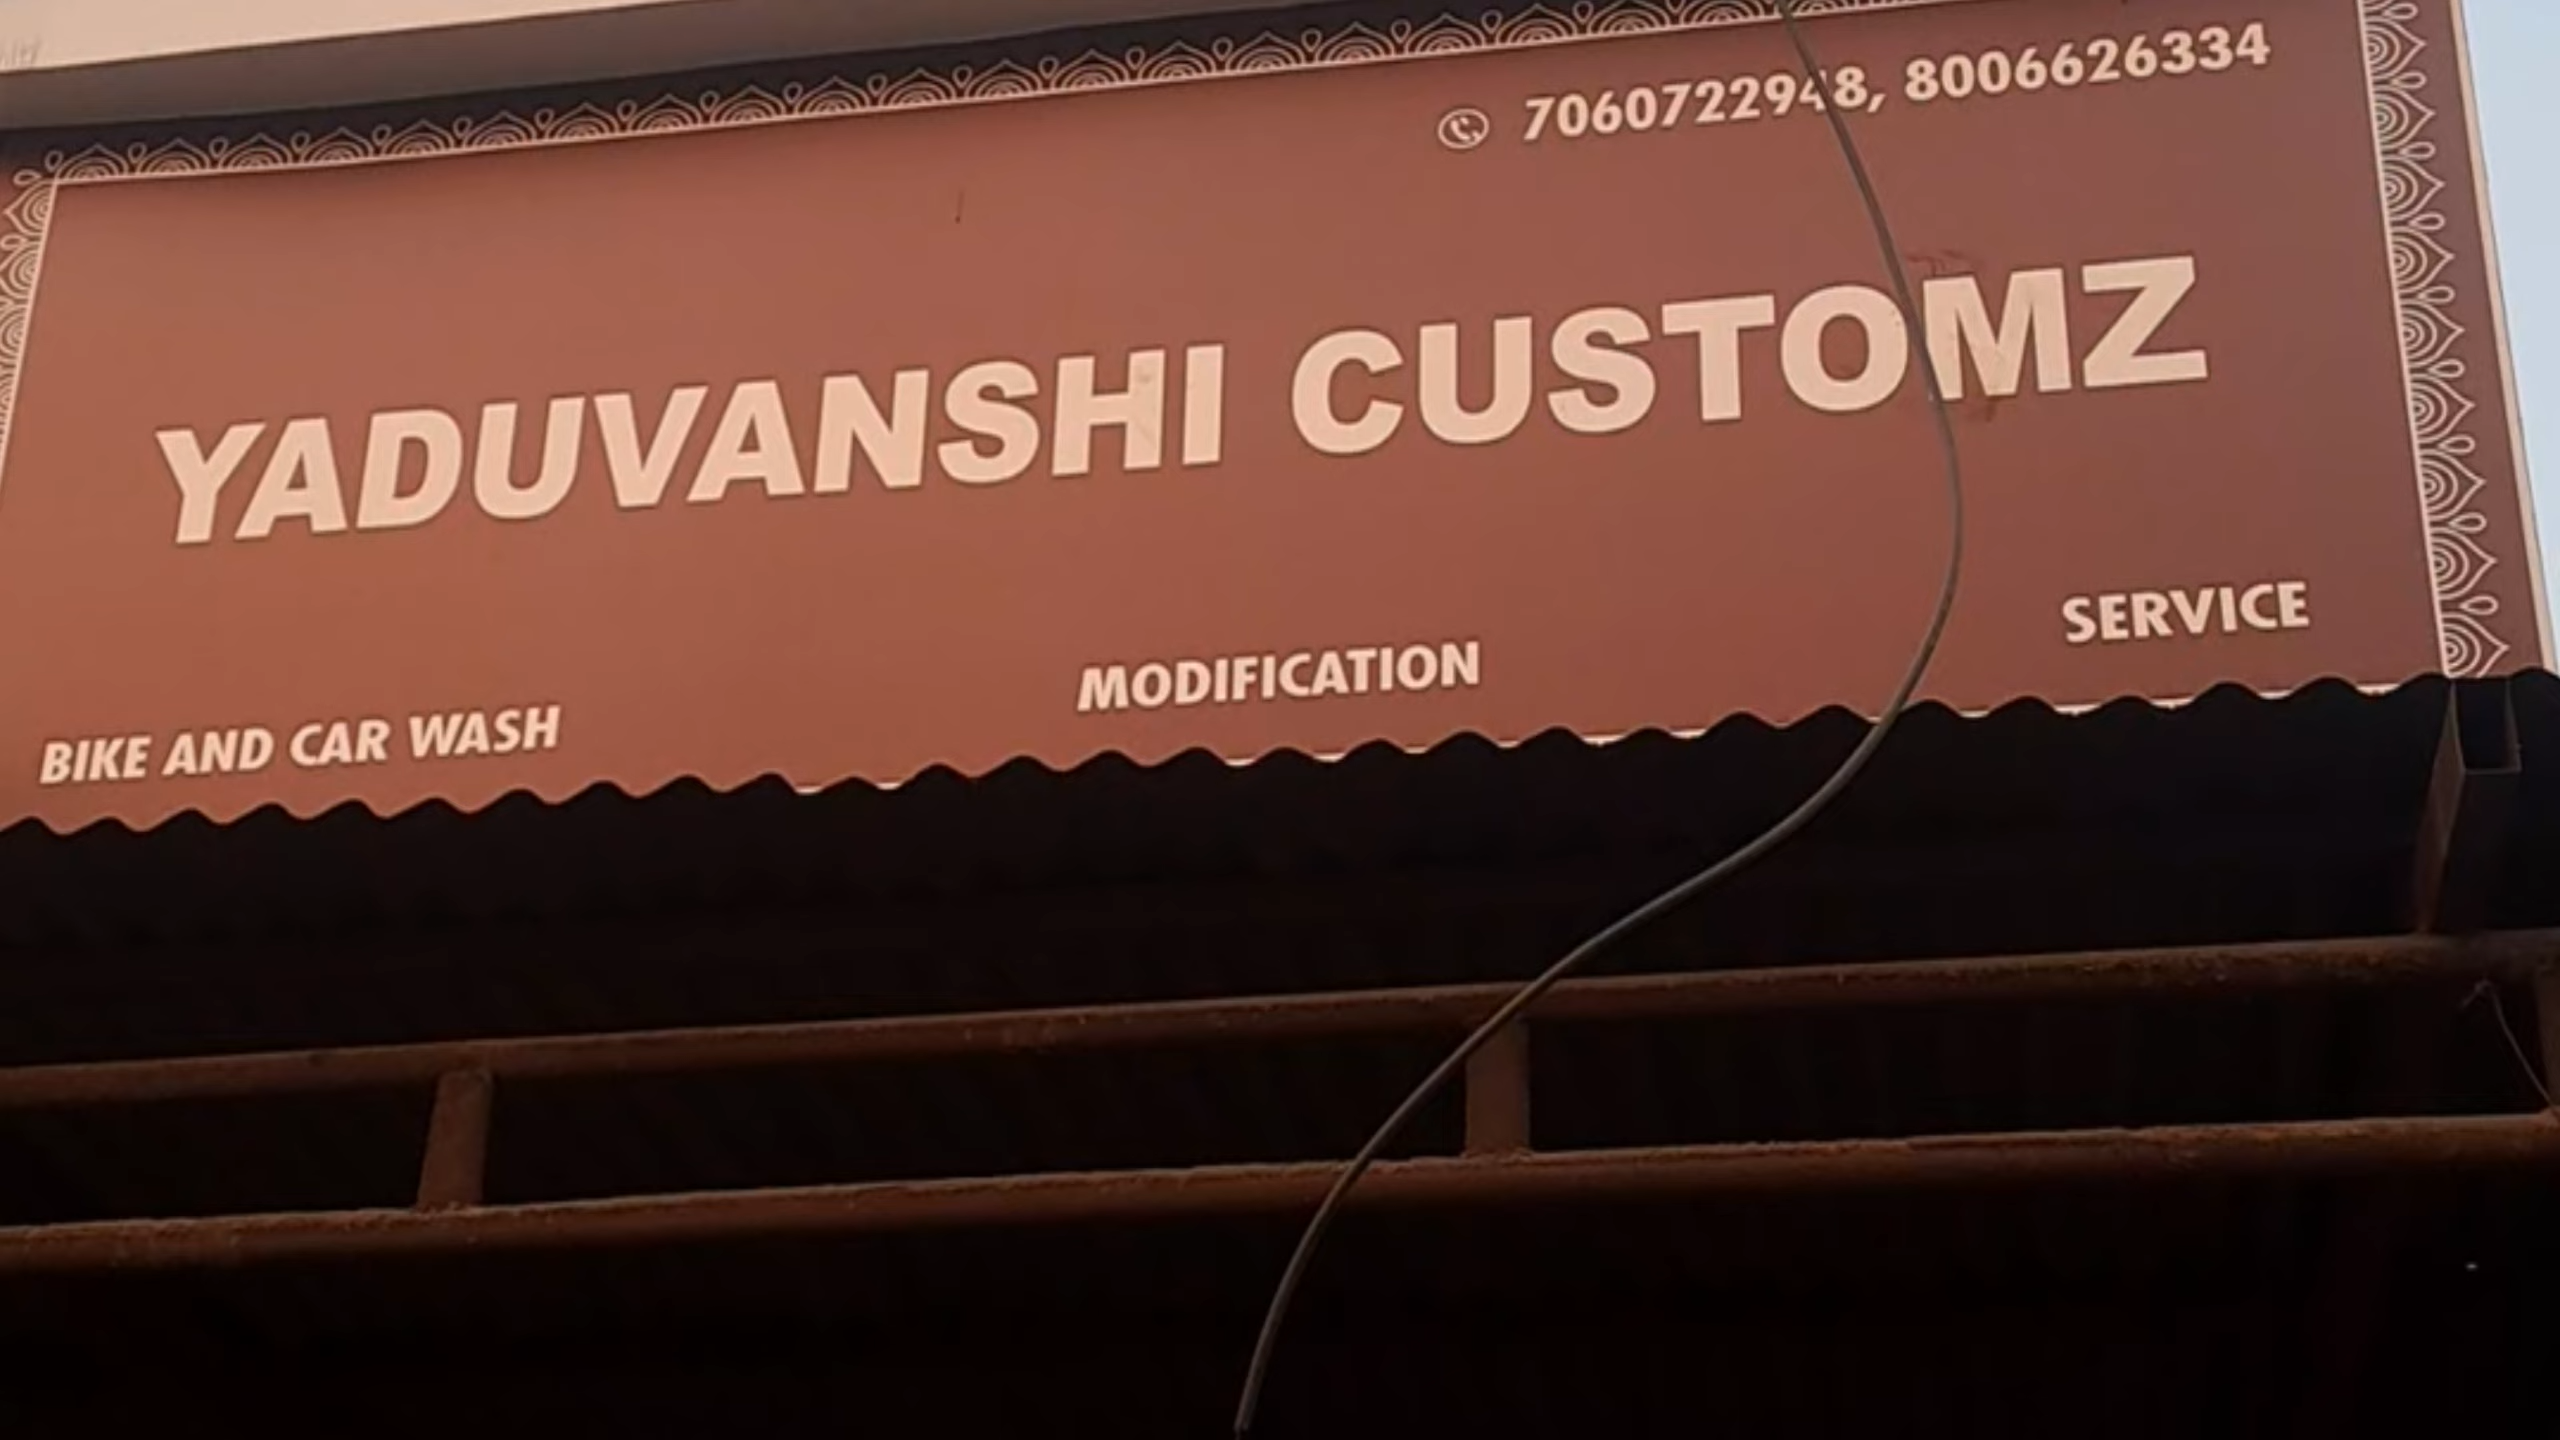 7060722948, 8006626334
YADUVANSHI CUSTOMZ
BIKE AND CAR WASH MODIFICATION SERVICE